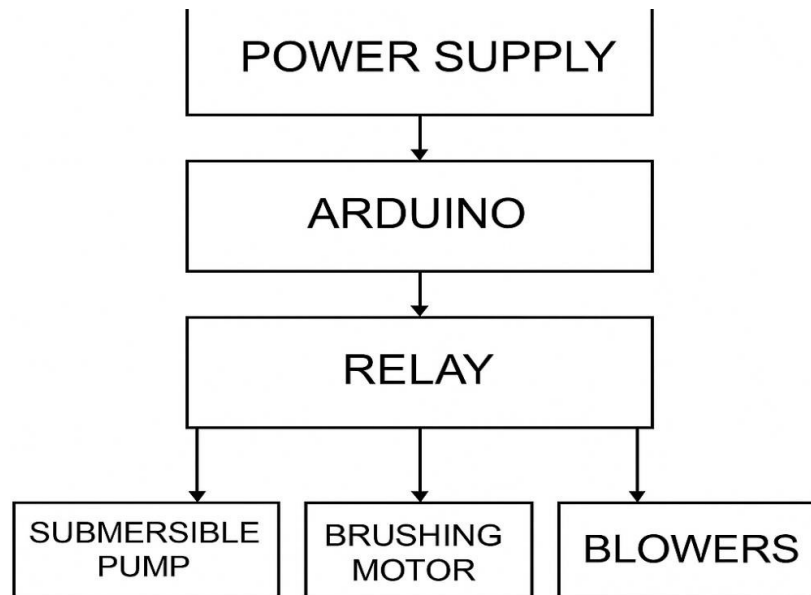 POWER SUPPLY
ARDUINO
RELAY
SUBMERSIBLE
PUMP
BRUSHING
MOTOR
BLOWERS